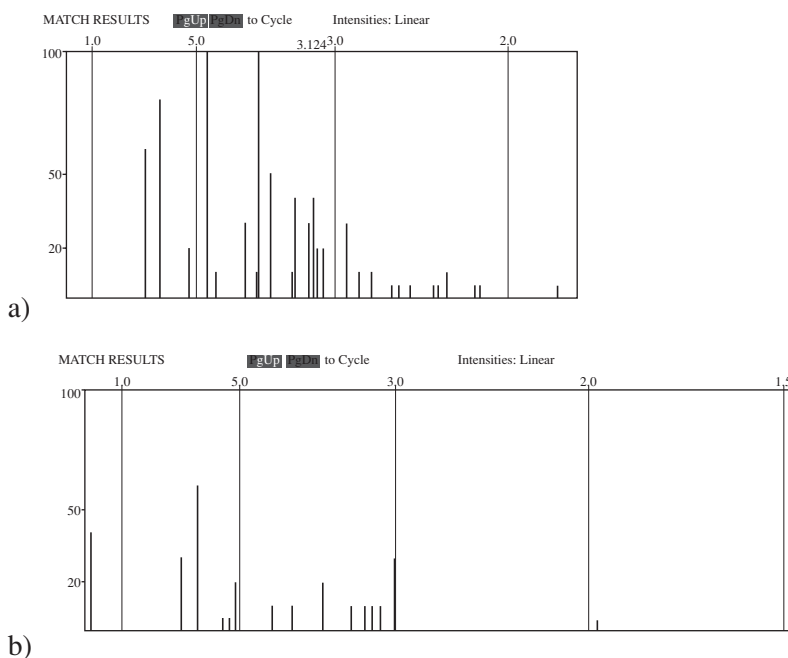 MATCH RESULTS PgUp PgDn to Cycle Intensities: Linear
1.0 5.0 3.124 3.0 2.0
100
50
20
a)
MATCH RESULTS PgUp PgDn to Cycle Intensities: Linear
1,0 5.0 3.0 2,0 1,5
100
50
20
b)